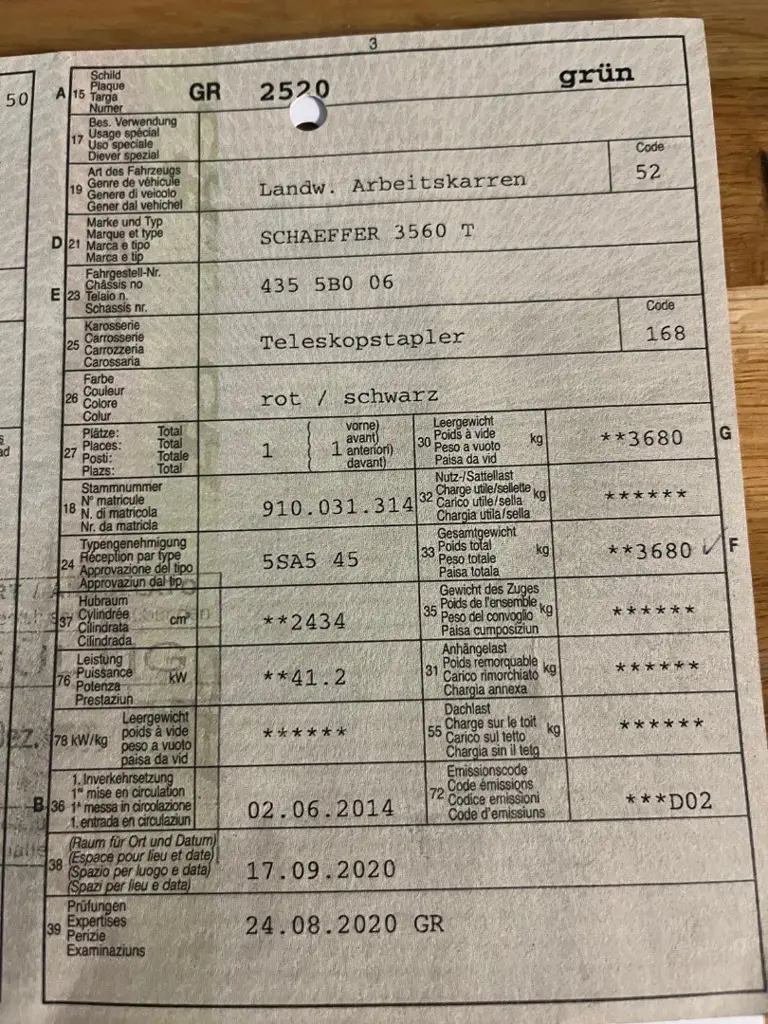 3
50
A 15 Schild
Plaque
Targa
Numer
GR 2520 grün
17 Bes. Verwendung
Usage spécial
Uso speciale
Diever spezial
19 Art des Fahrzeugs
Genre de véhicule
Genere di veicolo
Gener dal vehichel
Landw. Arbeitskarren
Code
52
D 21 Marke und Typ
Marque et type
Marca e tipo
Marca e tip
SCHAEFFER 3560 T
E 23 Fahrgestell-Nr.
Châssis no
Telaio n.
Schassis nr.
435 5B0 06
25 Karosserie
Carrosserie
Carrozzeria
Carossaria
Teleskopstapler
Code
168
26 Farbe
Couleur
Colore
Colur
rot / schwarz
27 Plätze: Total
Places: Total
Posti: Totale
Plazs: Total
1 ( 1 vorne)
avant)
anteriori)
davant)
30 Leergewicht
Poids à vide
Peso a vuoto
Paisa da vid
kg
**3680
G
18 Stammnummer
N° matricule
N. di matricola
Nr. da matricla
910.031.314
32 Nutz-/Sattellast
Charge utile/sellette
Carico utile/sella
Chargia utila/sella
kg
******
24 Typengenehmigung
Réception par type
Approvazione del tipo
Approvaziun dal tip
5SA5 45
33 Gesamtgewicht
Poids total
Peso totale
Paisa totala
kg
**3680
F
37 Hubraum
Cylindrée
Cilindrata
Cilindrada
cm³
**2434
35 Gewicht des Zuges
Poids de l'ensemble
Peso del convoglio
Paisa cumposiziun
kg
******
76 Leistung
Puissance
Potenza
Prestaziun
kW
**41.2
31 Anhängelast
Poids remorquable
Carico rimorchiato
Chargia annexa
kg
******
78 kW/kg Leergewicht
poids à vide
peso a vuoto
paisa da vid
******
55 Dachlast
Charge sur le toit
Carico sul tetto
Chargia sin il tetg
kg
******
B 36 1. Inverkehrsetzung
1re mise en circulation
1a messa in circolazione
1. entrada en circulaziun
02.06.2014
72 Emissionscode
Code émissions
Codice emissioni
Code d'emissiuns
***D02
38 (Raum für Ort und Datum)
(Espace pour lieu et date)
(Spazio per luogo e data)
(Spazi per lieu e data)
17.09.2020
39 Prüfungen
Expertises
Perizie
Examinaziuns
24.08.2020 GR